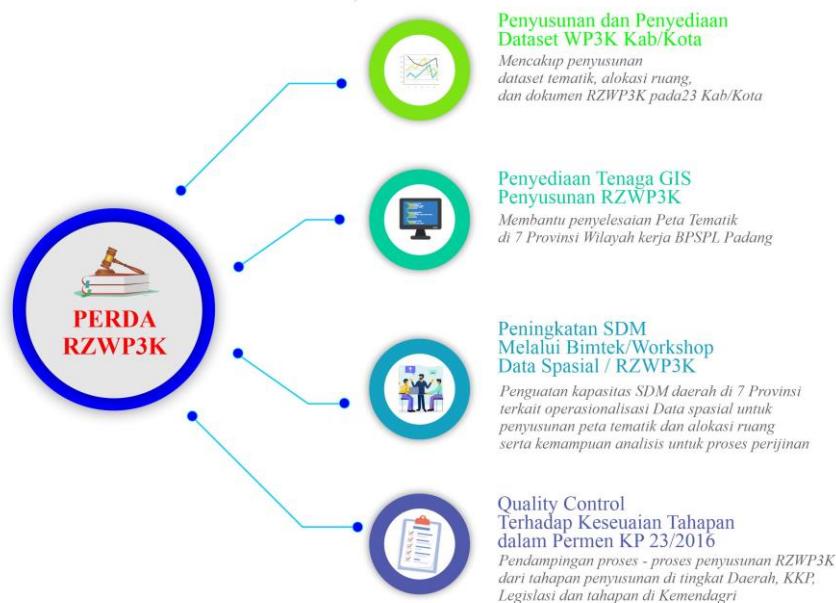 PERDA
RZWP3K
Penyusunan dan Penyediaan
Dataset WP3K Kab/Kota
Mencakup penyusunan
dataset tematik, alokasi ruang,
dan dokumen RZWP3K pada23 Kab/Kota
Penyediaan Tenaga GIS
Penyusunan RZWP3K
Membantu penyelesaian Peta Tematik
di 7 Provinsi Wilayah kerja BPSPL Padang
Peningkatan SDM
Melalui Bimtek/Workshop
Data Spasial / RZWP3K
Penguatan kapasitas SDM daerah di 7 Provinsi
terkait operasionalisasi Data spasial untuk
penyusunan peta tematik dan alokasi ruang
serta kemampuan analisis untuk proses perijinan
Quality Control
Terhadap Keseuaian Tahapan
dalam Permen KP 23/2016
Pendampingan proses - proses penyusunan RZWP3K
dari tahapan penyusunan di tingkat Daerah, KKP,
Legislasi dan tahapan di Kemendagri